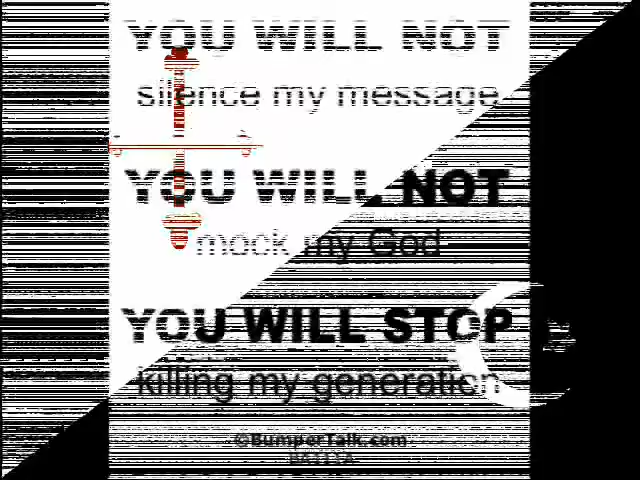 YOU WILL NOT
silence my message
YOU WILL NOT
mock my God
YOU WILL STOP
killing my generation
©BumperTalk.com